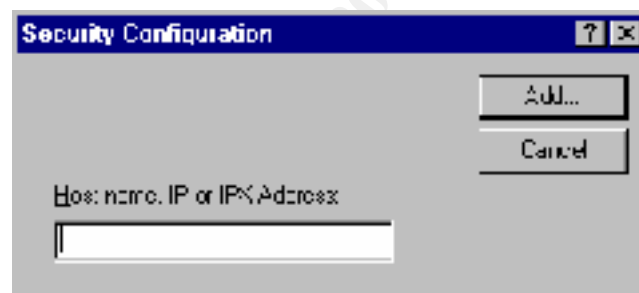 Security Configuration
Add...
Cancel
Host name, IP or IPX Address: